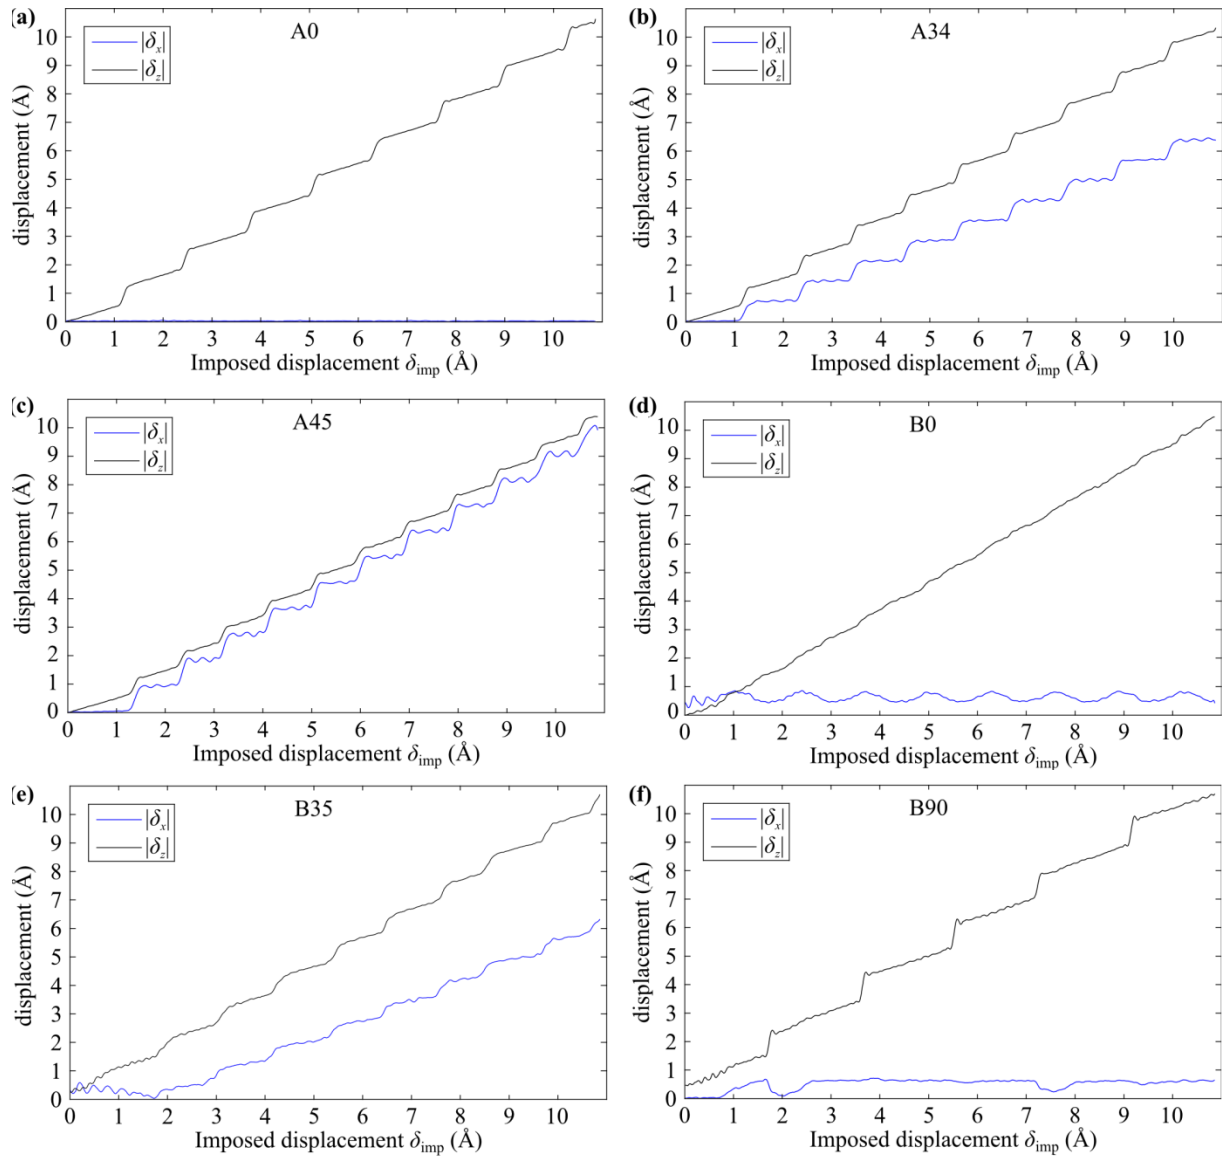 (a)
A0
|δx|
|δz|
10
9
8
7
6
5
4
3
2
1
0
displacement (Å)
0 1 2 3 4 5 6 7 8 9 10
Imposed displacement δimp (Å)
(b)
A34
|δx|
|δz|
10
9
8
7
6
5
4
3
2
1
0
displacement (Å)
0 1 2 3 4 5 6 7 8 9 10
Imposed displacement δimp (Å)
(c)
A45
|δx|
|δz|
10
9
8
7
6
5
4
3
2
1
0
displacement (Å)
0 1 2 3 4 5 6 7 8 9 10
Imposed displacement δimp (Å)
(d)
B0
|δx|
|δz|
10
9
8
7
6
5
4
3
2
1
0
displacement (Å)
0 1 2 3 4 5 6 7 8 9 10
Imposed displacement δimp (Å)
(e)
B35
|δx|
|δz|
10
9
8
7
6
5
4
3
2
1
0
displacement (Å)
0 1 2 3 4 5 6 7 8 9 10
Imposed displacement δimp (Å)
(f)
B90
|δx|
|δz|
10
9
8
7
6
5
4
3
2
1
0
displacement (Å)
0 1 2 3 4 5 6 7 8 9 10
Imposed displacement δimp (Å)